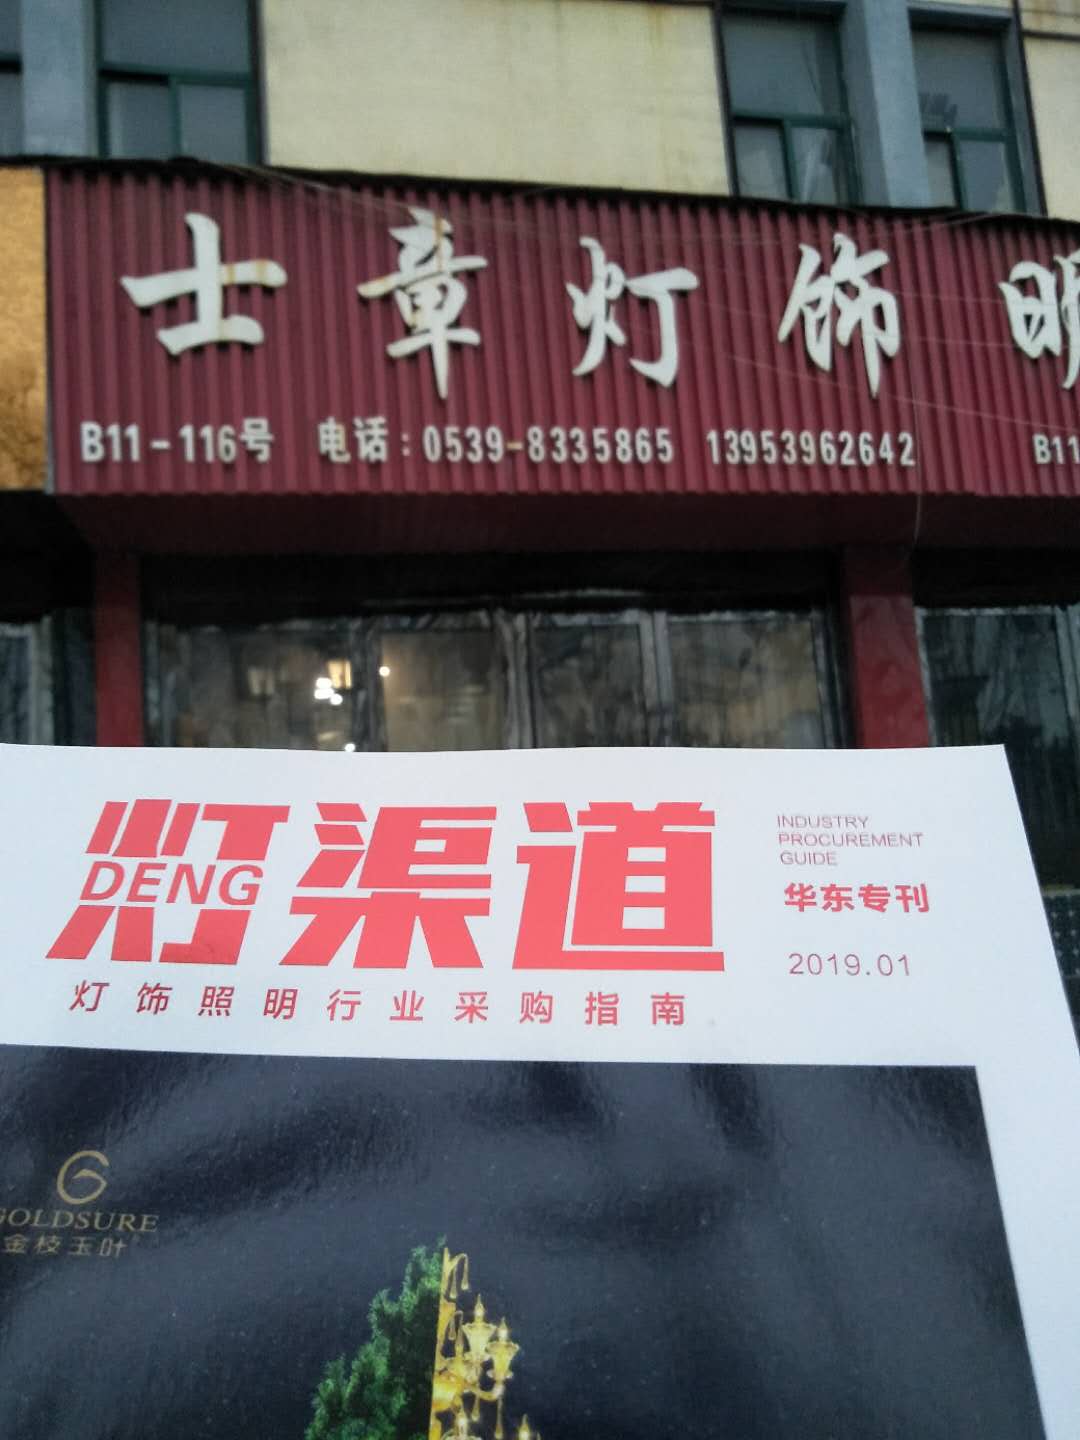 士章灯饰明
B11-116号 电话:0539-8335865 13953962642 B11
灯渠道
DENG
INDUSTRY
PROCUREMENT
GUIDE
华东专刊
2019.01
灯饰照明行业采购指南
GOLDSURE
金枝玉叶